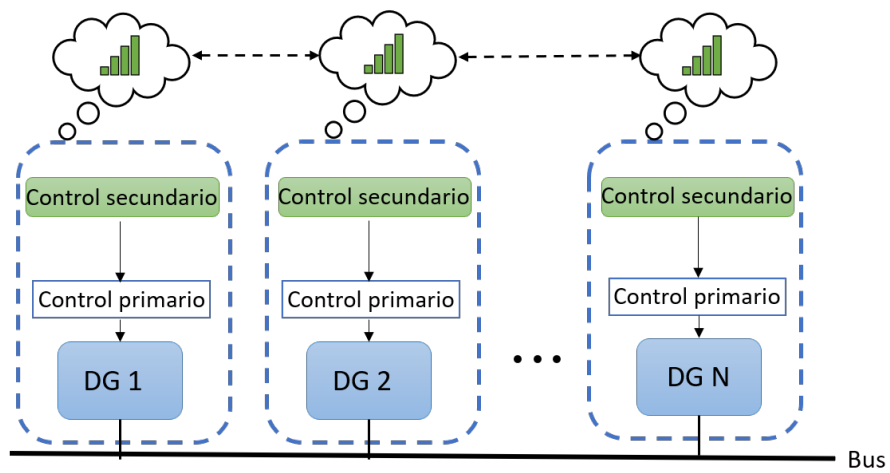 Control secundario
Control secundario
Control secundario
Control primario
Control primario
Control primario
DG 1
DG 2
DG N
Bus